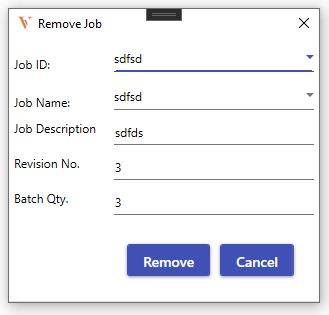 Remove Job
Job ID: sdfsd
Job Name: sdfsd
Job Description sdfds
Revision No. 3
Batch Qty. 3
Remove Cancel